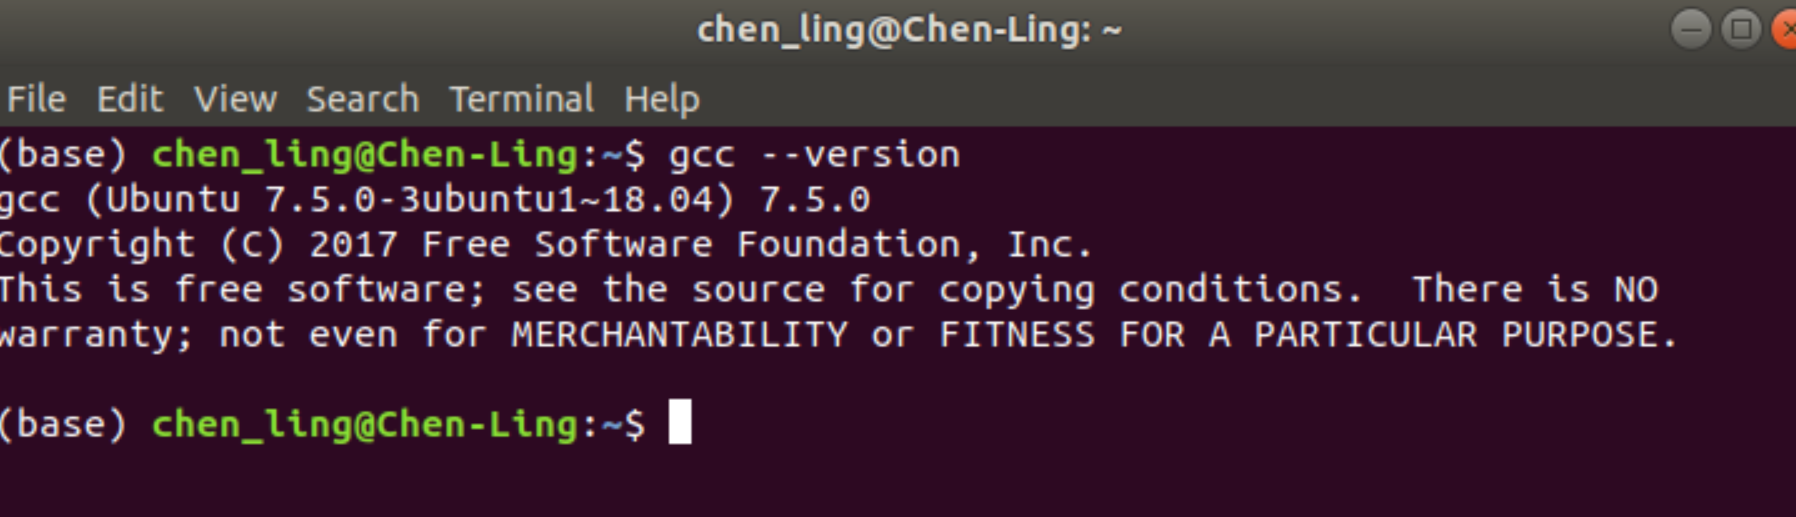 chen_ling@Chen-Ling: ~
File Edit View Search Terminal Help
(base) chen_ling@Chen-Ling:~$ gcc --version
gcc (Ubuntu 7.5.0-3ubuntu1~18.04) 7.5.0
Copyright (C) 2017 Free Software Foundation, Inc.
This is free software; see the source for copying conditions.  There is NO
warranty; not even for MERCHANTABILITY or FITNESS FOR A PARTICULAR PURPOSE.
(base) chen_ling@Chen-Ling:~$